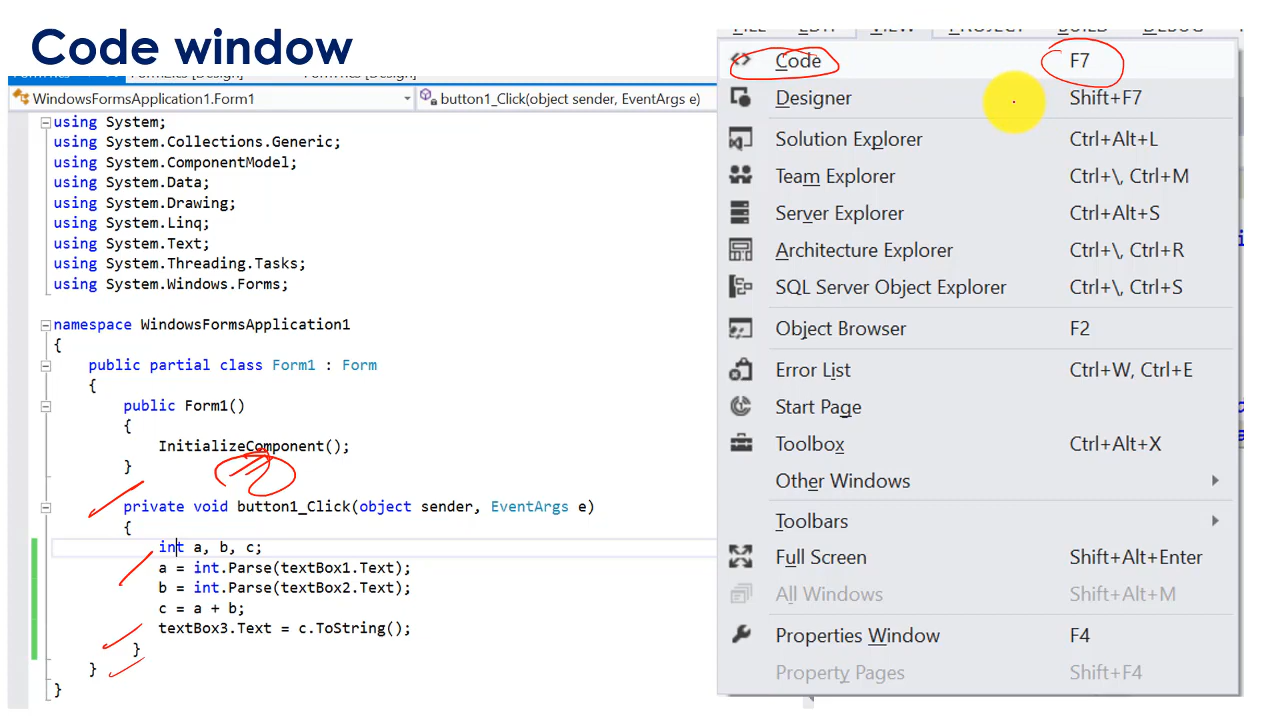 Code window
WindowsFormsApplication1.Form1
button1_Click(object sender, EventArgs e)
using System;
using System.Collections.Generic;
using System.ComponentModel;
using System.Data;
using System.Drawing;
using System.Linq;
using System.Text;
using System.Threading.Tasks;
using System.Windows.Forms;
namespace WindowsFormsApplication1
{
public partial class Form1 : Form
{
public Form1()
{
InitializeComponent();
}
private void button1_Click(object sender, EventArgs e)
{
int a, b, c;
a = int.Parse(textBox1.Text);
b = int.Parse(textBox2.Text);
c = a + b;
textBox3.Text = c.ToString();
}
}
}
Code F7
Designer Shift+F7
Solution Explorer Ctrl+Alt+L
Team Explorer Ctrl+\, Ctrl+M
Server Explorer Ctrl+Alt+S
Architecture Explorer Ctrl+\, Ctrl+R
SQL Server Object Explorer Ctrl+\, Ctrl+S
Object Browser F2
Error List Ctrl+W, Ctrl+E
Start Page
Toolbox Ctrl+Alt+X
Other Windows
Toolbars
Full Screen Shift+Alt+Enter
All Windows Shift+Alt+M
Properties Window F4
Property Pages Shift+F4